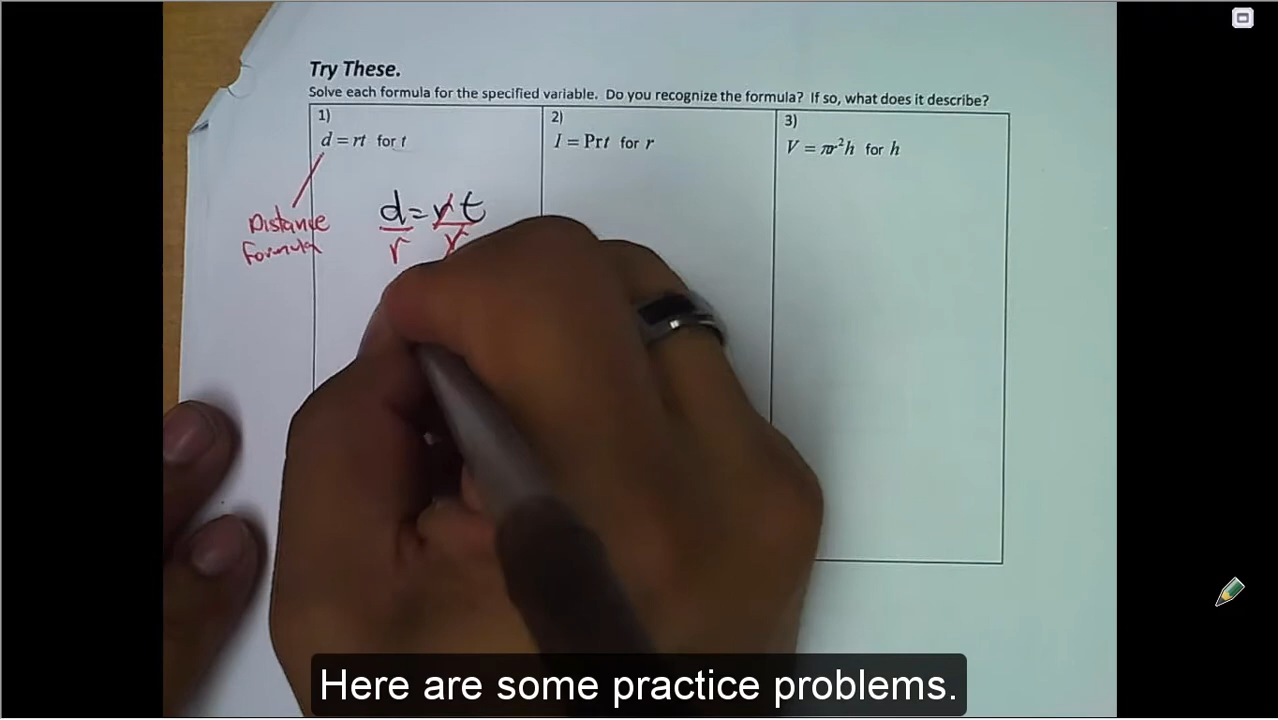 Try These.
Solve each formula for the specified variable. Do you recognize the formula? If so, what does it describe?
1)
d = rt for t
2)
I = Prt for r
3)
V = πr²h for h
Distance
Formula
d = rt
r r
Here are some practice problems.